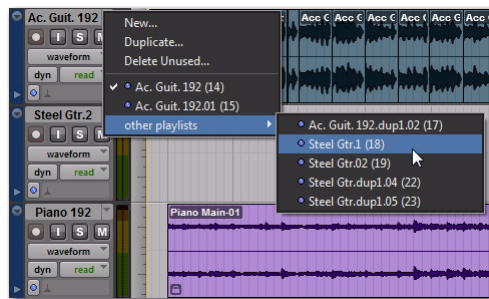 Ac. Guit. 192
Acc G Acc G Acc G Acc G Acc G Acc
I S M
waveform
dyn read
New...
Duplicate...
Delete Unused...
Ac. Guit. 192 (14)
Ac. Guit. 192.01 (15)
other playlists
Ac. Guit. 192.dup1.02 (17)
Steel Gtr.1 (18)
Steel Gtr.02 (19)
Steel Gtr.dup1.04 (22)
Steel Gtr.dup1.05 (23)
Steel Gtr.2
I S M
waveform
dyn read
Piano 192
I S M
waveform
dyn read
Piano Main-01